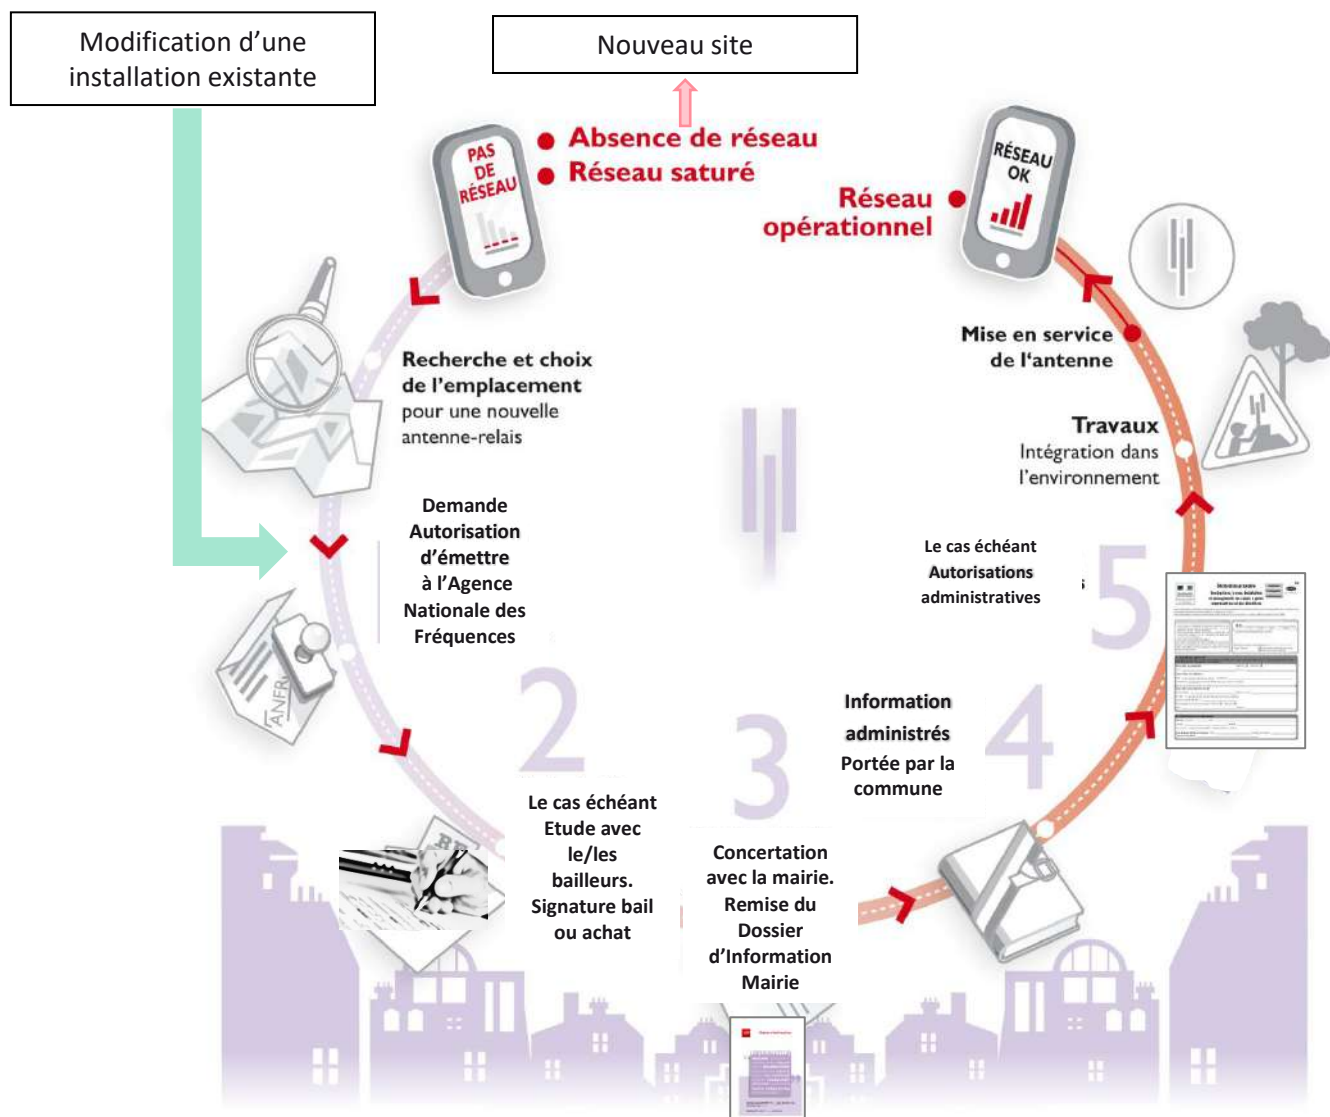 Modification d’une
installation existante
Nouveau site
Absence de réseau
Réseau saturé
PAS
DE
RÉSEAU
RÉSEAU
OK
Réseau
opérationnel
Recherche et choix
de l’emplacement
pour une nouvelle
antenne-relais
Demande
Autorisation
d’émettre
à l’Agence
Nationale des
Fréquences
ANFR
2
Le cas échéant
Etude avec
le/les
bailleurs.
Signature bail
ou achat
3
Concertation
avec la mairie.
Remise du
Dossier
d’Information
Mairie
4
Information
administrés
Portée par la
commune
5
Le cas échéant
Autorisations
administratives
Travaux
Intégration dans
l’environnement
Mise en service
de l‘antenne